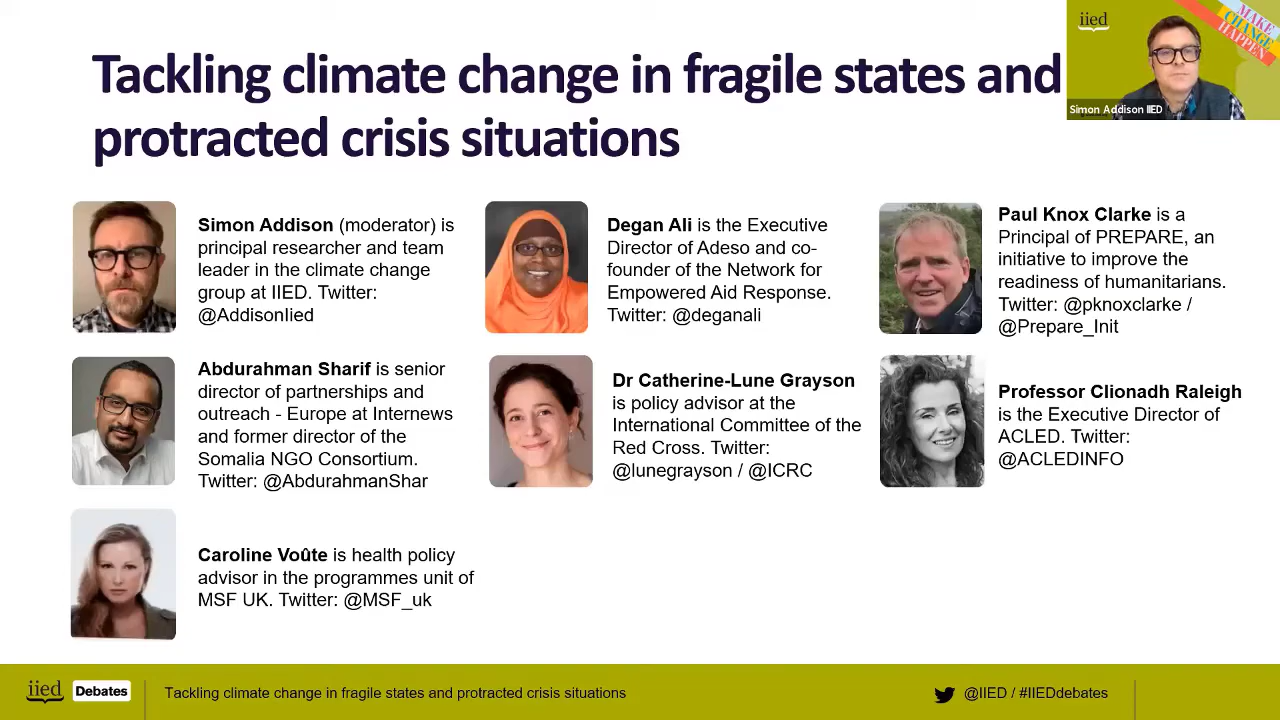 Tackling climate change in fragile states and
protracted crisis situations
iied
MAKE
CHANGE
HAPPEN
Simon Addison IIED
Simon Addison (moderator) is
principal researcher and team
leader in the climate change
group at IIED. Twitter:
@AddisonIied
Degan Ali is the Executive
Director of Adeso and co-
founder of the Network for
Empowered Aid Response.
Twitter: @deganali
Paul Knox Clarke is a
Principal of PREPARE, an
initiative to improve the
readiness of humanitarians.
Twitter: @pknoxclarke /
@Prepare_Init
Abdurahman Sharif is senior
director of partnerships and
outreach - Europe at Internews
and former director of the
Somalia NGO Consortium.
Twitter: @AbdurahmanShar
Dr Catherine-Lune Grayson
is policy advisor at the
International Committee of the
Red Cross. Twitter:
@lunegrayson / @ICRC
Professor Clionadh Raleigh
is the Executive Director of
ACLED. Twitter:
@ACLEDINFO
Caroline Voûte is health policy
advisor in the programmes unit of
MSF UK. Twitter: @MSF_uk
iied Debates
Tackling climate change in fragile states and protracted crisis situations
@IIED / #IIEDdebates